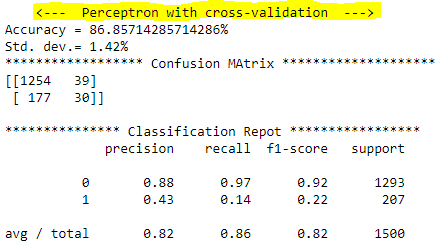 <--- Perceptron with cross-validation --->
Accuracy = 86.85714285714286%
Std. dev.= 1.42%
****************** Confusion MAtrix ********************
[[1254 39]
[ 177 30]]
*************** Classification Repot *****************
precision recall f1-score support
0 0.88 0.97 0.92 1293
1 0.43 0.14 0.22 207
avg / total 0.82 0.86 0.82 1500